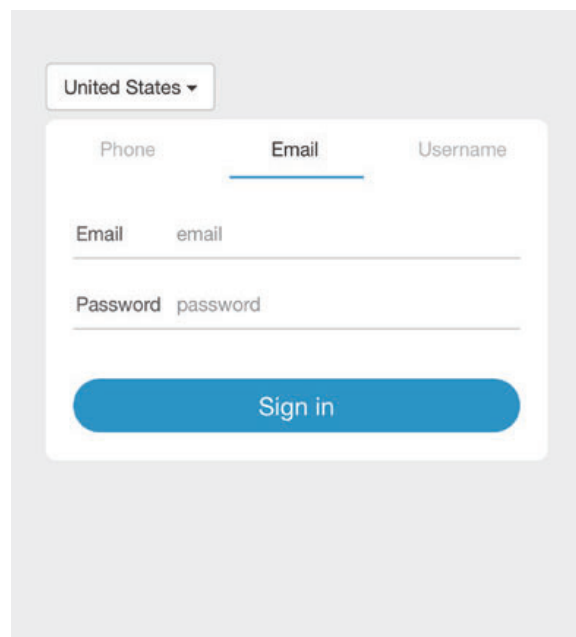 United States
Phone Email Username
Email email
Password password
Sign in